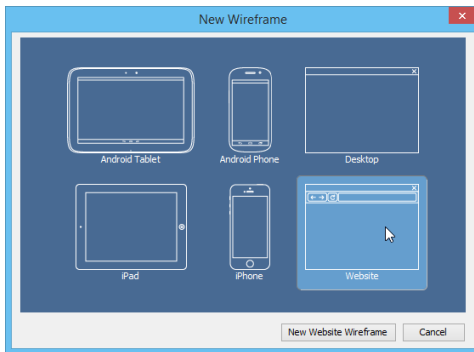 New Wireframe
Android Tablet
Android Phone
Desktop
iPad
iPhone
Website
New Website Wireframe
Cancel